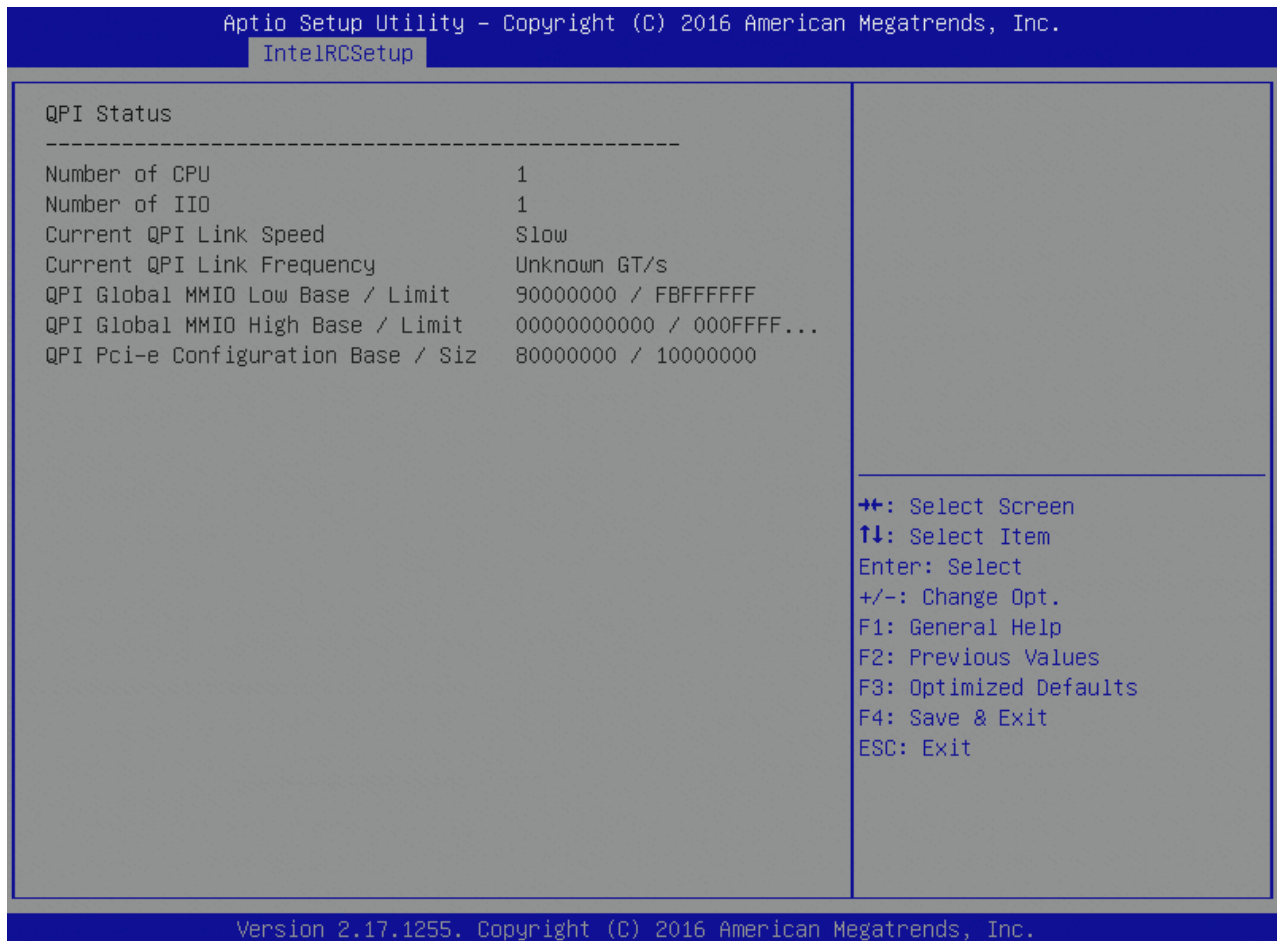 Aptio Setup Utility – Copyright (C) 2016 American Megatrends, Inc.
IntelRCSetup
QPI Status
--------------------------------------------------
Number of CPU 1
Number of IIO 1
Current QPI Link Speed Slow
Current QPI Link Frequency Unknown GT/s
QPI Global MMIO Low Base / Limit 90000000 / FBFFFFFF
QPI Global MMIO High Base / Limit 00000000000 / 000FFFF...
QPI Pci-e Configuration Base / Siz 80000000 / 10000000
→←: Select Screen
↑↓: Select Item
Enter: Select
+/-: Change Opt.
F1: General Help
F2: Previous Values
F3: Optimized Defaults
F4: Save & Exit
ESC: Exit
Version 2.17.1255. Copyright (C) 2016 American Megatrends, Inc.